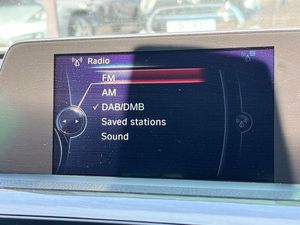 Radio
FM
AM
DAB/DMB
Saved stations
Sound